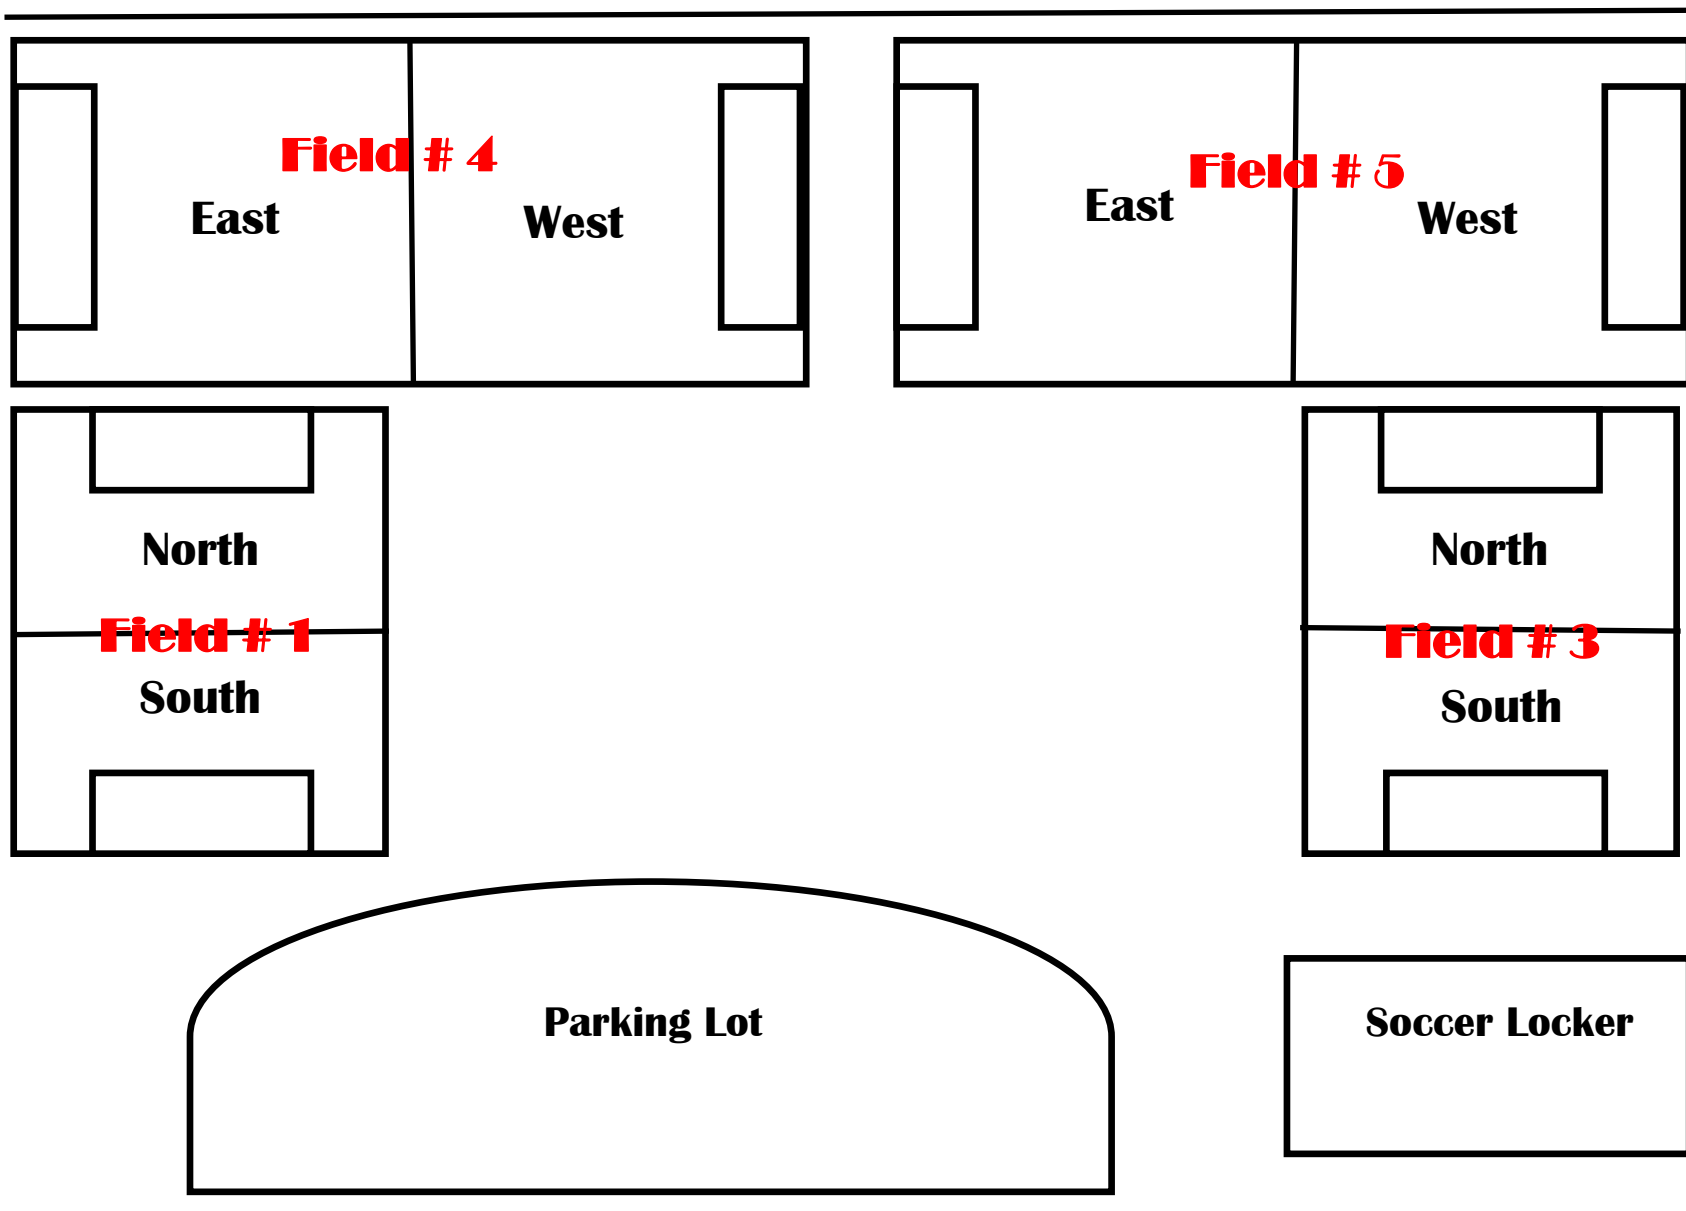 Field # 4
East
West
Field # 5
East
West
North
Field # 1
South
North
Field # 3
South
Parking Lot
Soccer Locker